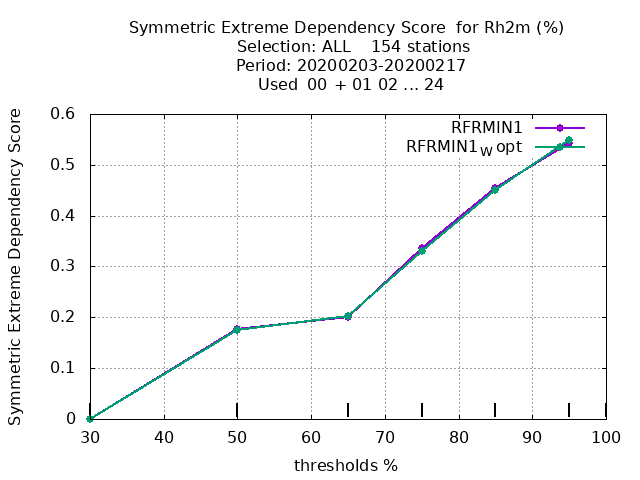 Symmetric Extreme Dependency Score for Rh2m (%)
Selection: ALL 154 stations
Period: 20200203-20200217
Used 00 + 01 02 ... 24
Symmetric Extreme Dependency Score
0.6
0.5
0.4
0.3
0.2
0.1
0
RFRMIN1
RFRMIN1W opt
30 40 50 60 70 80 90 100
thresholds %